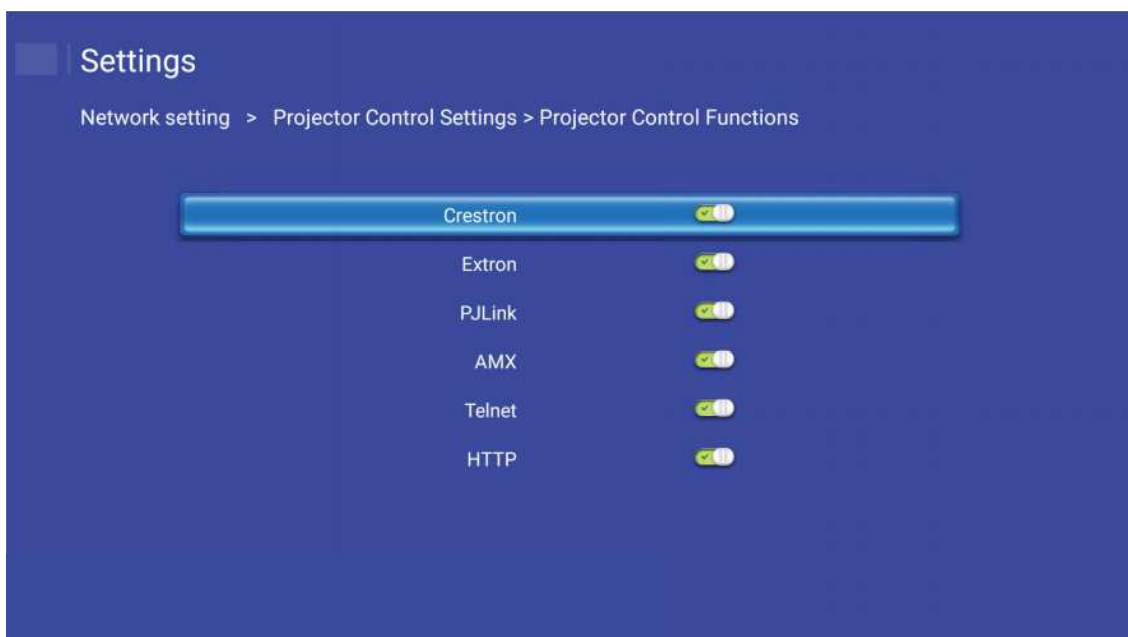 Settings
Network setting > Projector Control Settings > Projector Control Functions
Crestron
Extron
PJLink
AMX
Telnet
HTTP